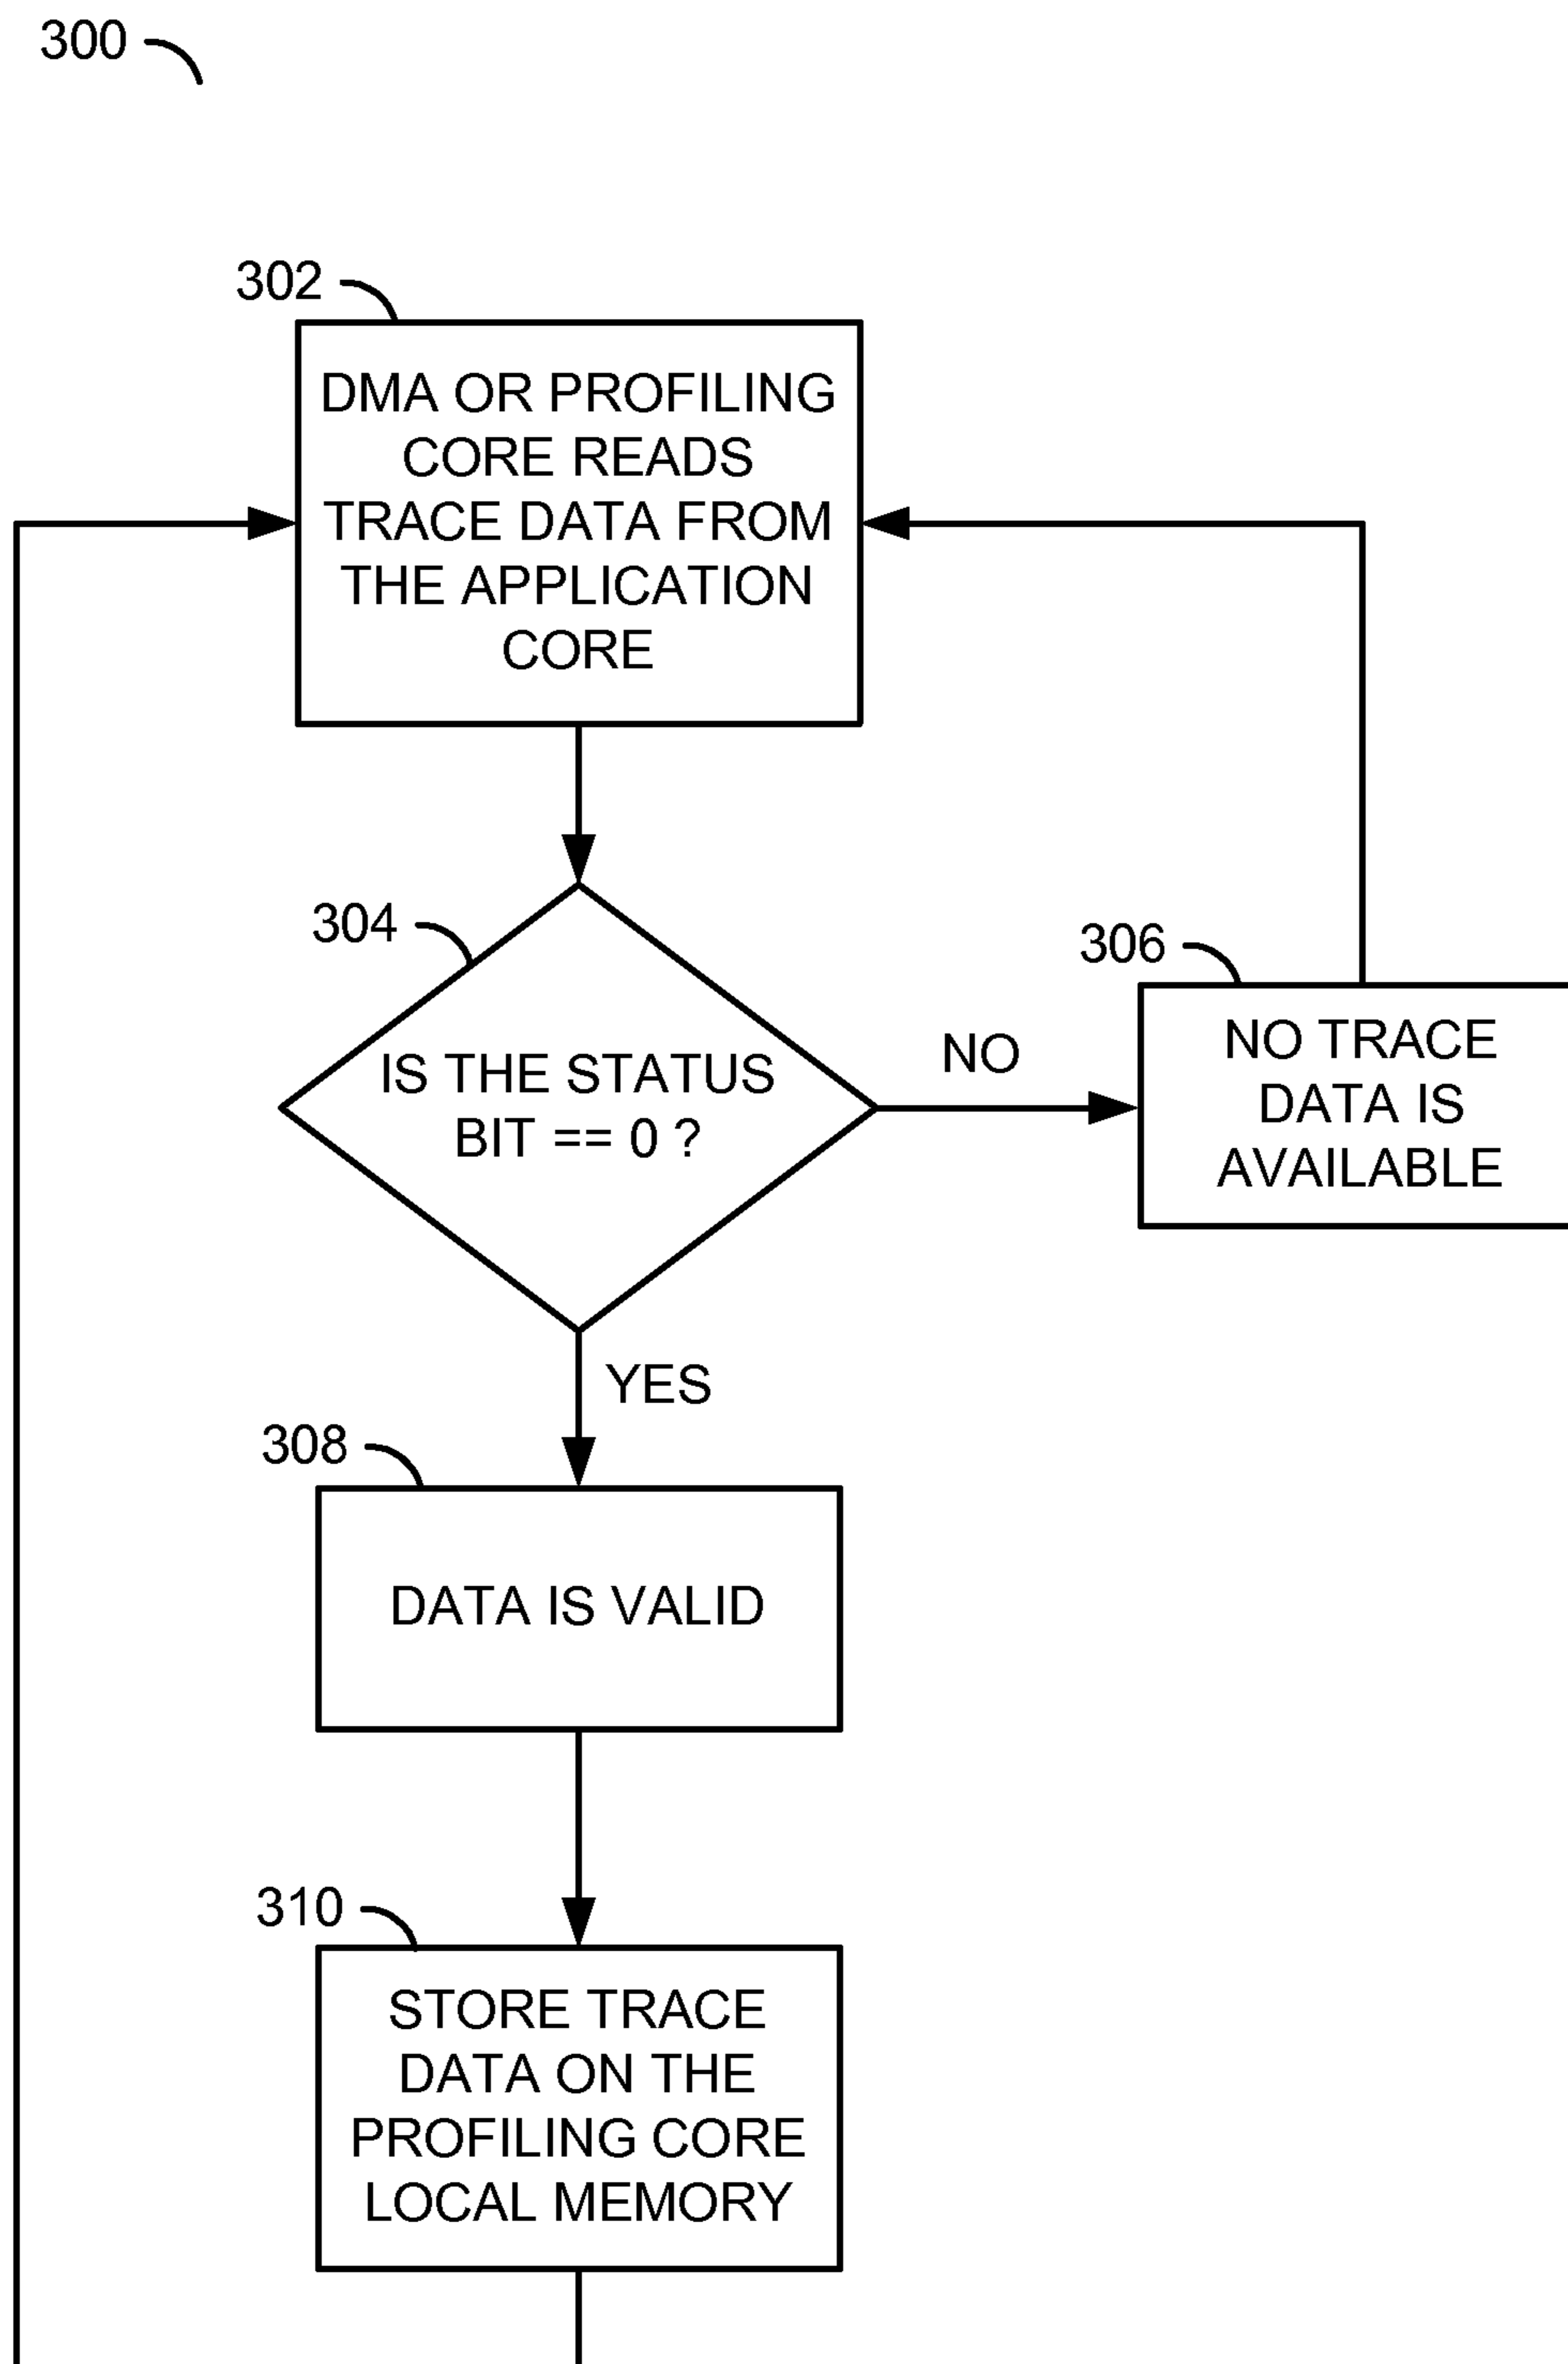 300
302
DMA OR PROFILING
CORE READS
TRACE DATA FROM
THE APPLICATION
CORE
304
IS THE STATUS
BIT == 0 ?
NO
306
NO TRACE
DATA IS
AVAILABLE
YES
308
DATA IS VALID
310
STORE TRACE
DATA ON THE
PROFILING CORE
LOCAL MEMORY